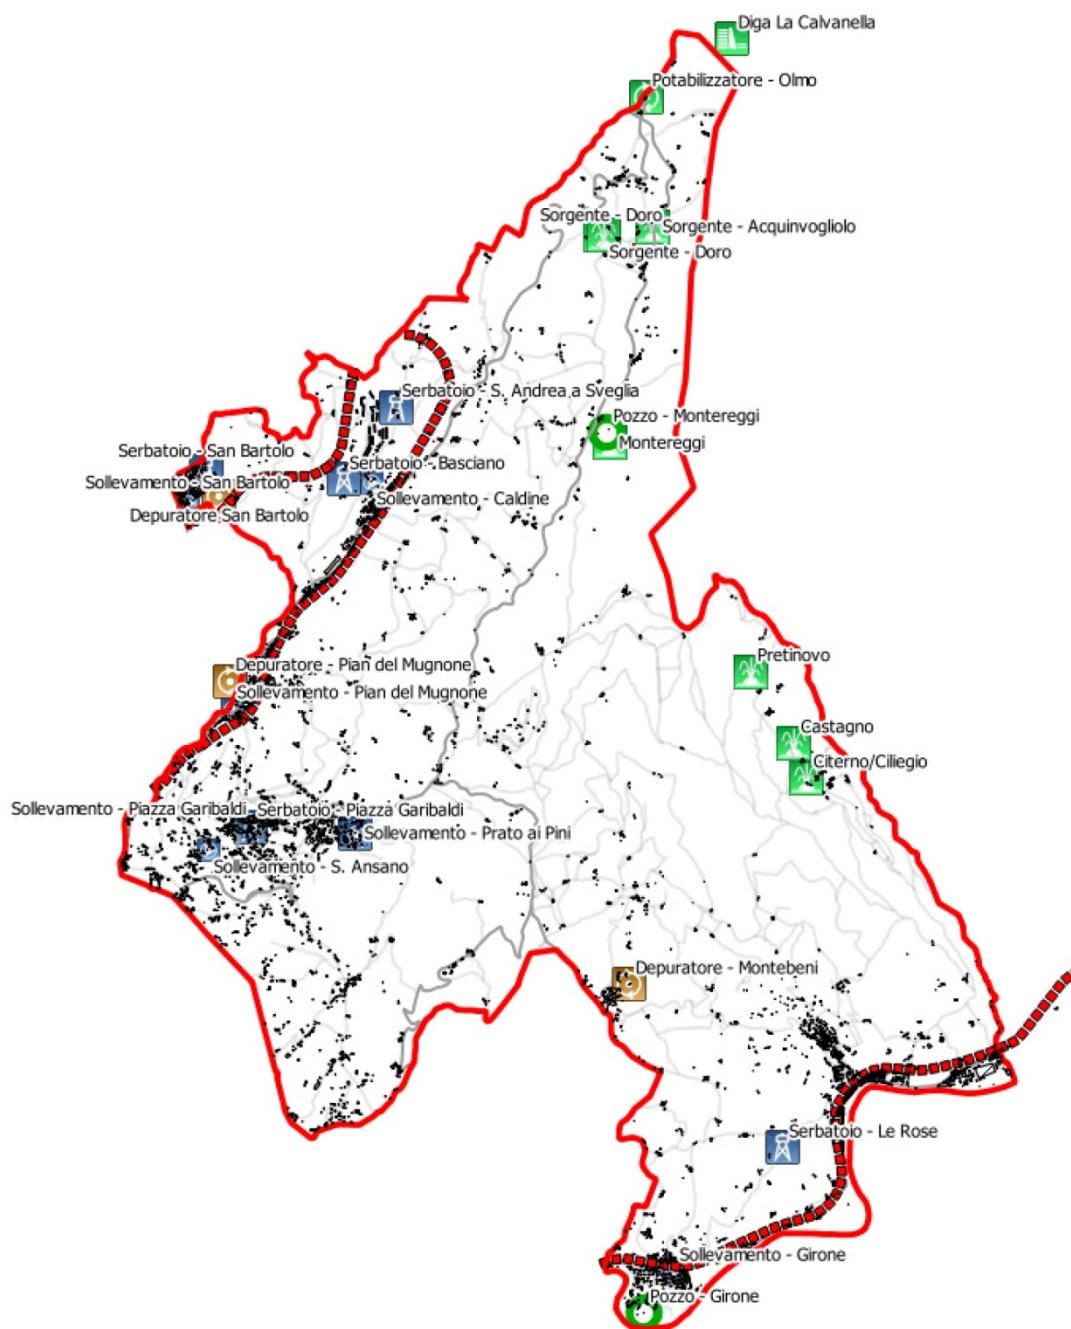 Diga La Calvanella
Potabilizzatore - Olmo
Sorgente - Doro
Sorgente - Acquinvogliolo
Sorgente - Doro
Serbatoio - S. Andrea a Sveglia
Pozzo - Montereggi
Montereggi
Serbatoio - San Bartolo
Serbatoio - Basciano
Sollevamento - San Bartolo
Sollevamento - Caldine
Depuratore San Bartolo
Depuratore - Pian del Mugnone
Pretinovo
Sollevamento - Pian del Mugnone
Castagno
Citerno/Ciliegio
Sollevamento - Piazza Garibaldi
Serbatoio - Piazza Garibaldi
Sollevamento - Prato ai Pini
Sollevamento - S. Ansano
Depuratore - Montebeni
Serbatoio - Le Rose
Sollevamento - Girone
Pozzo - Girone